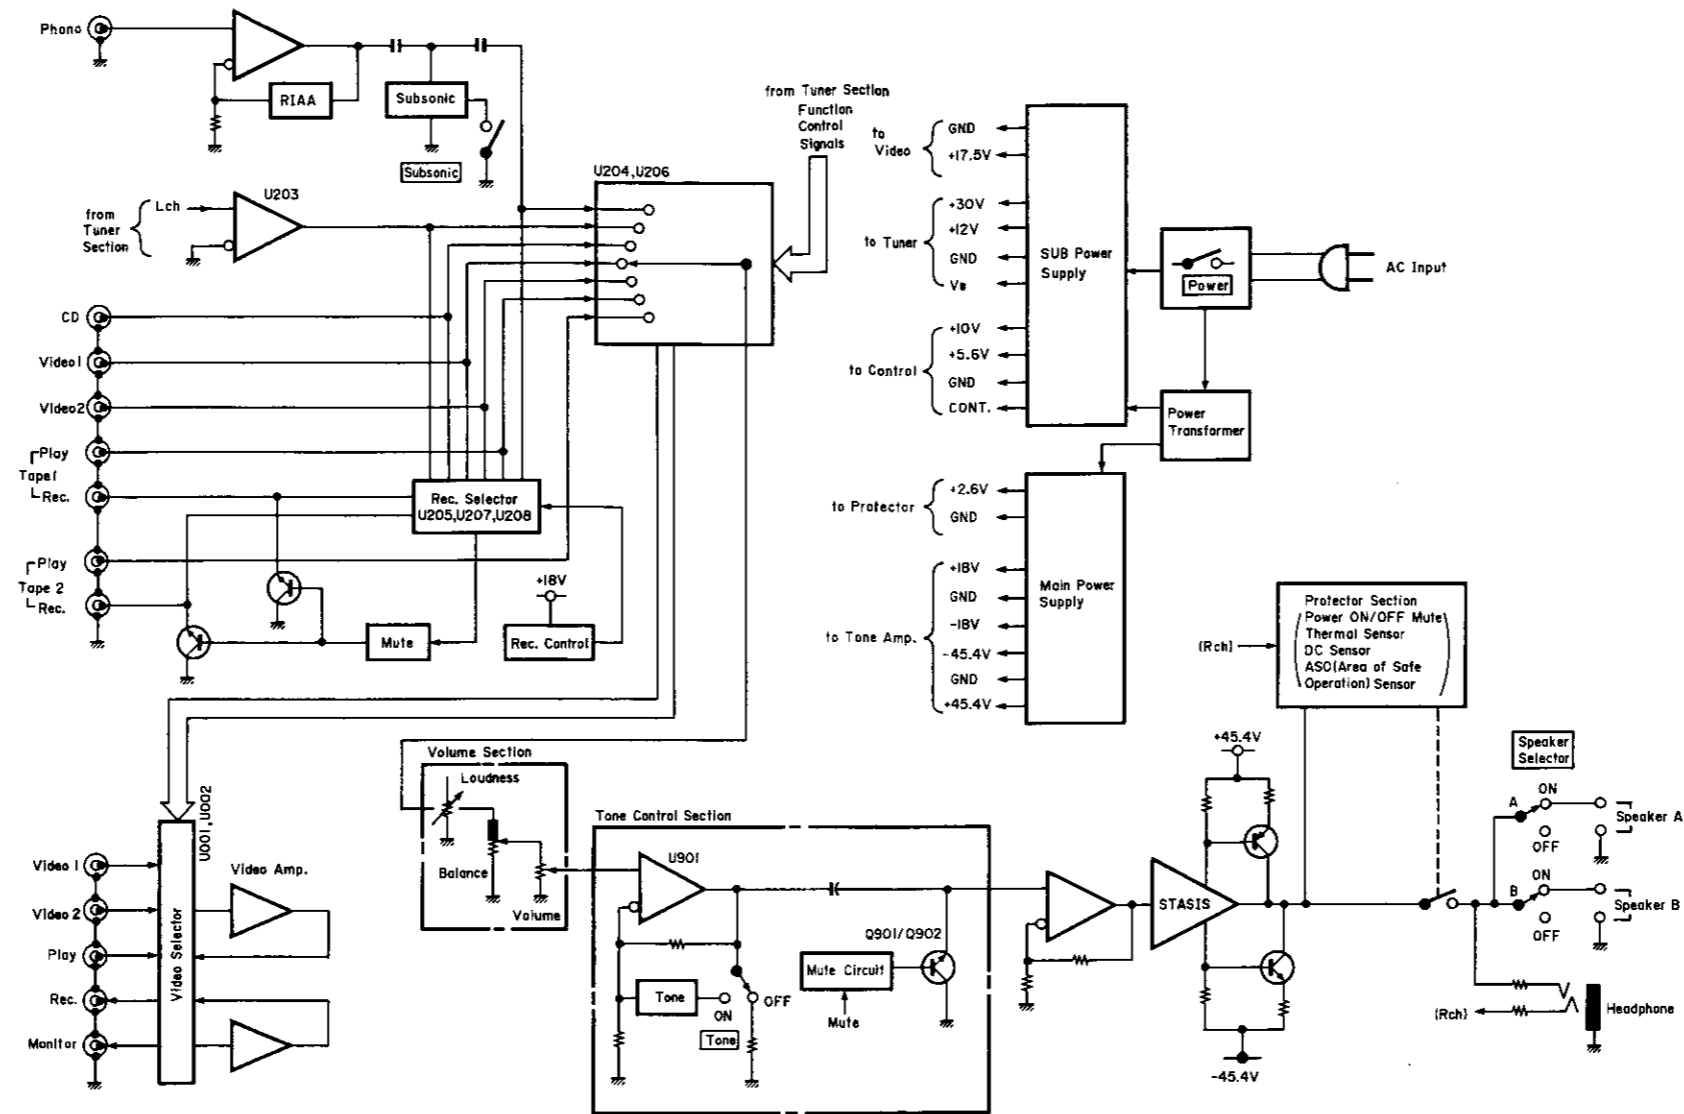 Phono
RIAA
Subsonic
Subsonic
from Tuner Section
Function
Control
Signals
U203
Lch
from
Tuner
Section
U204,U206
CD
Video1
Video2
Play
Tape1
Rec.
Play
Tape 2
Rec.
Rec. Selector
U205,U207,U208
+18V
Mute
Rec. Control
to
Video
GND
+17.5V
to Tuner
+30V
+12V
GND
to Control
+10V
+5.6V
GND
CONT.
SUB Power
Supply
Power
AC Input
Power
Transformer
to Protector
+2.6V
GND
to Tone Amp.
+18V
GND
-18V
-45.4V
GND
+45.4V
Main Power
Supply
(Rch)
Protector Section
Power ON/OFF Mute
Thermal Sensor
DC Sensor
ASO(Area of Safe
Operation) Sensor
Volume Section
Loudness
Balance
Volume
Tone Control Section
U901
Tone
ON
OFF
Tone
Q901/Q902
Mute Circuit
Mute
STASIS
+45.4V
-45.4V
Speaker
Selector
A
ON
OFF
Speaker A
B
ON
OFF
Speaker B
(Rch)
Headphone
U001,U002
Video 1
Video 2
Play
Rec.
Monitor
Video Selector
Video Amp.